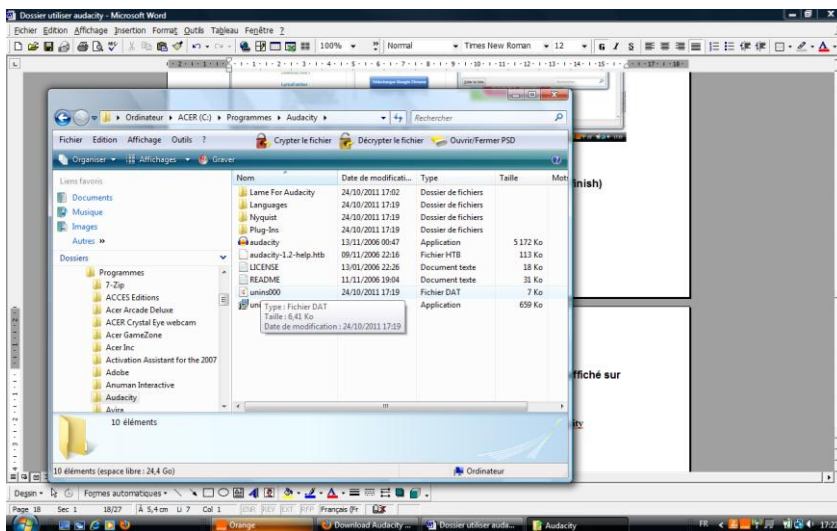 Dossier utiliser audacity - Microsoft Word
Fichier Edition Affichage Insertion Format Outils Tableau Fenêtre ?
100% Normal Times New Roman 12 G I S
Ordinateur ACER (C:) Programmes Audacity Rechercher
Fichier Edition Affichage Outils ? Crypter le fichier Décrypter le fichier Ouvrir/Fermer PSD
Organiser Affichages Graver
Liens favoris
Documents
Musique
Images
Autres »
Dossiers
Programmes
7-Zip
ACCES Editions
Acer Arcade Deluxe
ACER Crystal Eye webcam
Acer GameZone
Acer Inc
Activation Assistant for the 2007
Adobe
Anuman Interactive
Audacity
Avira
Nom Date de modificati... Type Taille Mots
Lame For Audacity 24/10/2011 17:02 Dossier de fichiers
Languages 24/10/2011 17:19 Dossier de fichiers
Nyquist 24/10/2011 17:19 Dossier de fichiers
Plug-Ins 24/10/2011 17:19 Dossier de fichiers
audacity 13/11/2006 00:47 Application 5 172 Ko
audacity-1.2-help.htb 09/11/2006 22:16 Fichier HTB 113 Ko
LICENSE 13/01/2006 22:26 Document texte 18 Ko
README 11/11/2006 19:04 Document texte 31 Ko
unins000 24/10/2011 17:19 Fichier DAT 7 Ko
uni Application 659 Ko
Type : Fichier DAT
Taille : 6,41 Ko
Date de modification : 24/10/2011 17:19
10 éléments
10 éléments (espace libre : 24,4 Go) Ordinateur
inish)
ffiché sur
ity
Dessin Formes automatiques
Page 18 Sec 1 18/27 À 5,4 cm Li 7 Col 1 ENR REV EXT RFP Français (Fr
Orange Download Audacity ... Dossier utiliser auda... Audacity FR 17:2